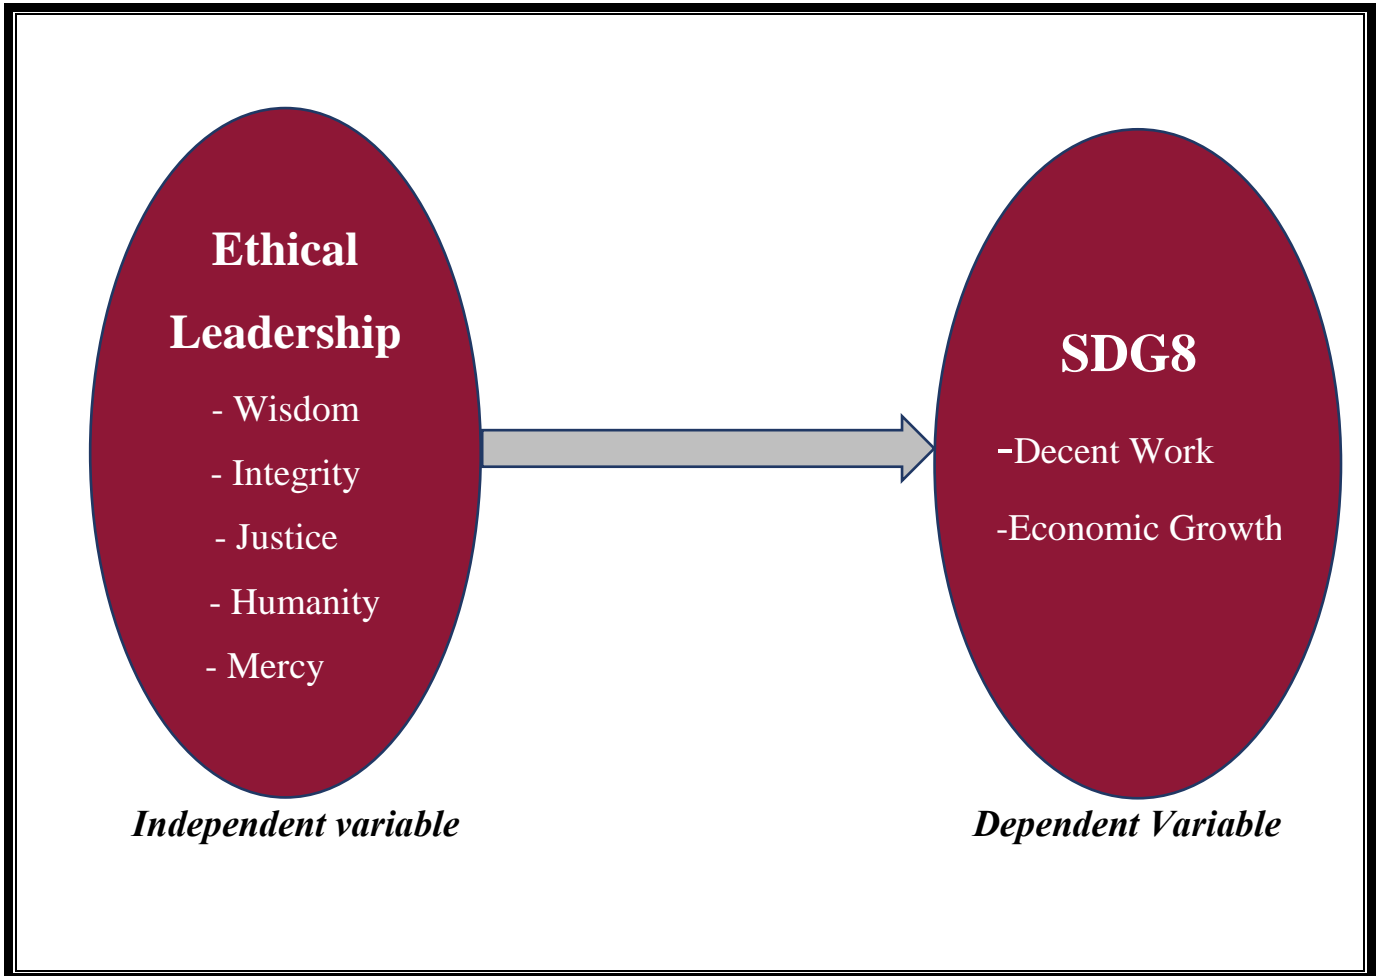 Ethical
Leadership
- Wisdom
- Integrity
- Justice
- Humanity
- Mercy
Independent variable
SDG8
-Decent Work
-Economic Growth
Dependent Variable